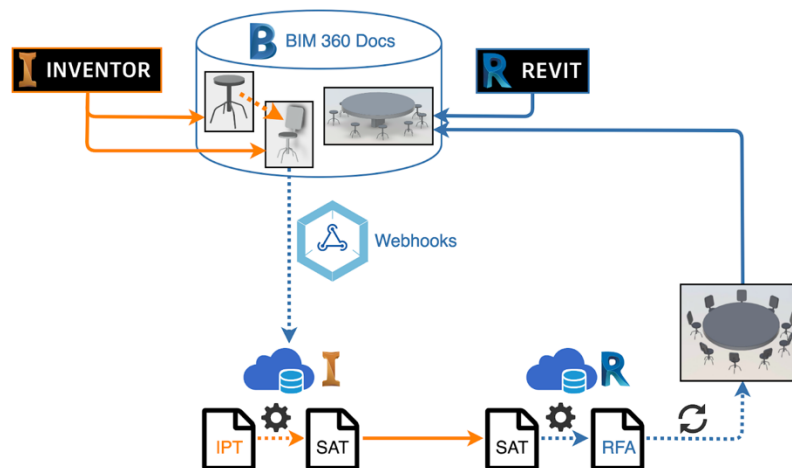 BIM 360 Docs
INVENTOR
REVIT
Webhooks
IPT
SAT
SAT
RFA